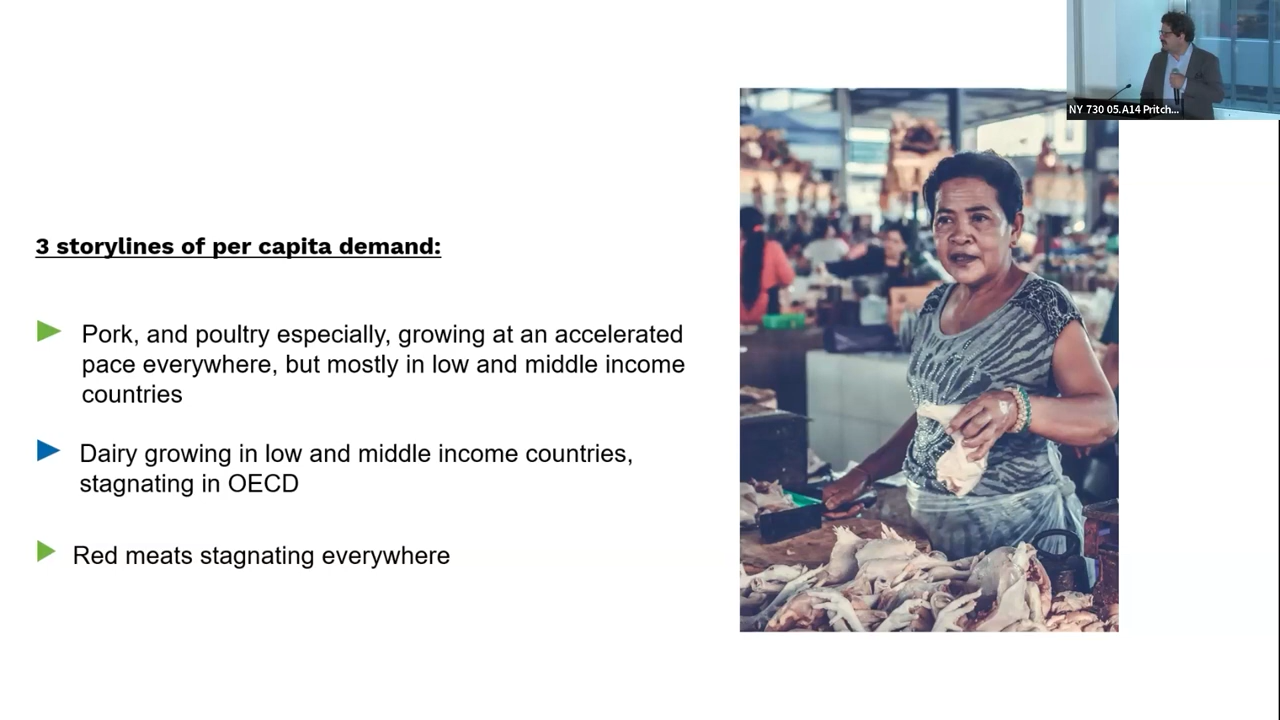 NY 730 05.A14 Pritch...
3 storylines of per capita demand:
Pork, and poultry especially, growing at an accelerated
pace everywhere, but mostly in low and middle income
countries
Dairy growing in low and middle income countries,
stagnating in OECD
Red meats stagnating everywhere